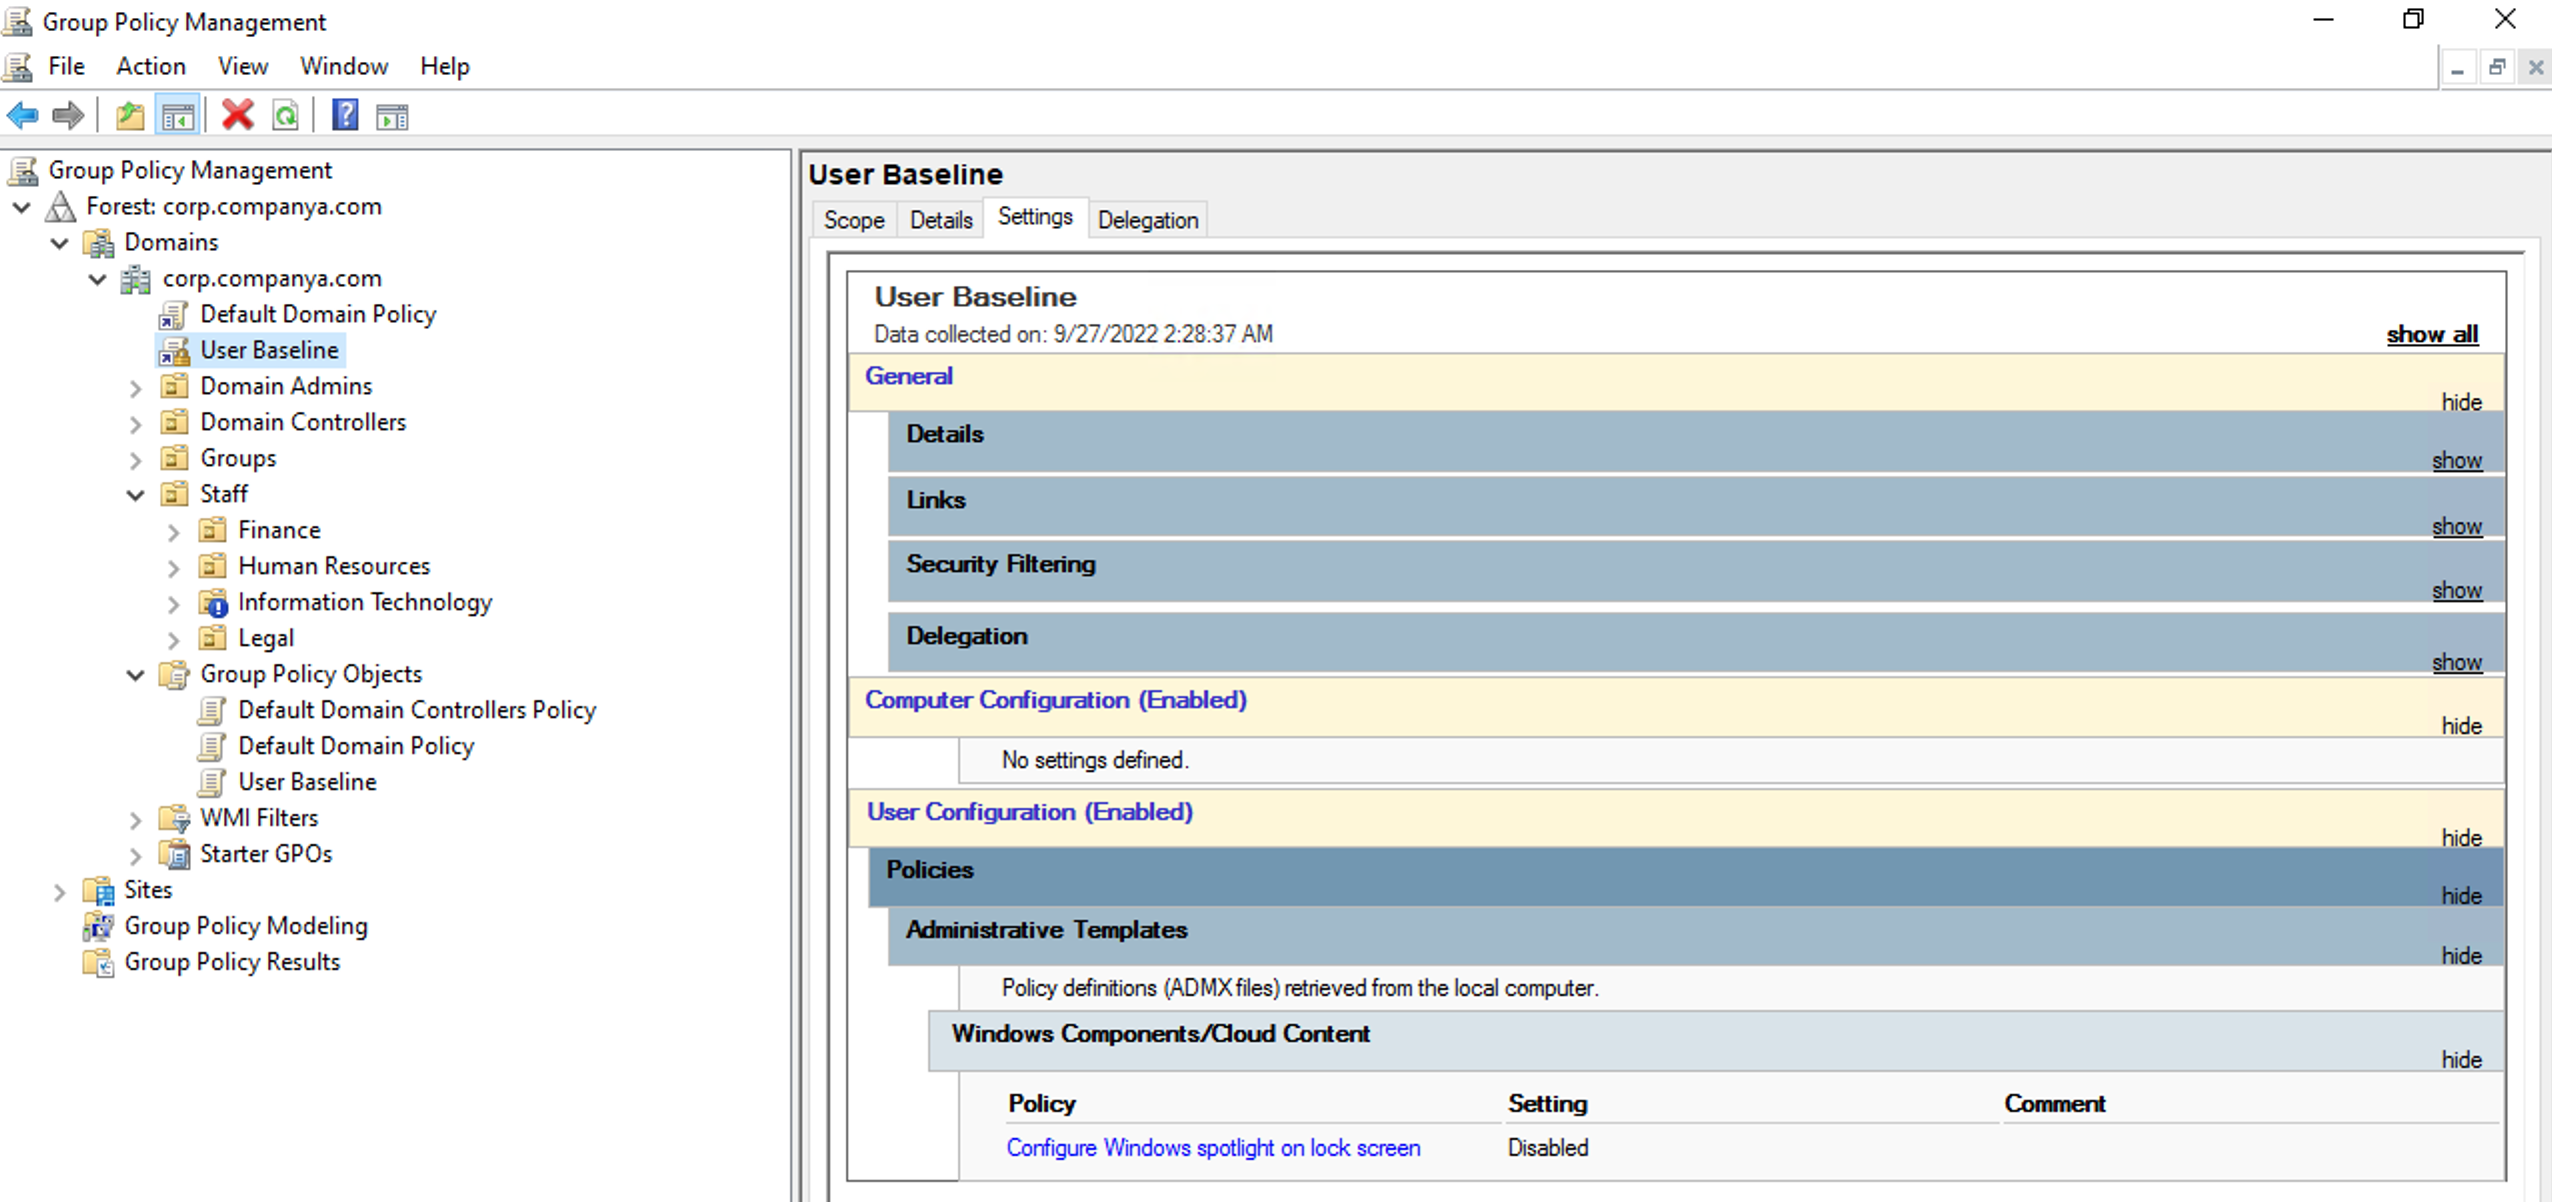 Group Policy Management
File Action View Window Help
Group Policy Management
Forest: corp.companya.com
Domains
corp.companya.com
Default Domain Policy
User Baseline
Domain Admins
Domain Controllers
Groups
Staff
Finance
Human Resources
Information Technology
Legal
Group Policy Objects
Default Domain Controllers Policy
Default Domain Policy
User Baseline
WMI Filters
Starter GPOs
Sites
Group Policy Modeling
Group Policy Results
User Baseline
Scope Details Settings Delegation
User Baseline
Data collected on: 9/27/2022 2:28:37 AM
show all
General
hide
Details
show
Links
show
Security Filtering
show
Delegation
show
Computer Configuration (Enabled)
hide
No settings defined.
User Configuration (Enabled)
hide
Policies
hide
Administrative Templates
hide
Policy definitions (ADMX files) retrieved from the local computer.
Windows Components/Cloud Content
hide
Policy Setting Comment
Configure Windows spotlight on lock screen Disabled